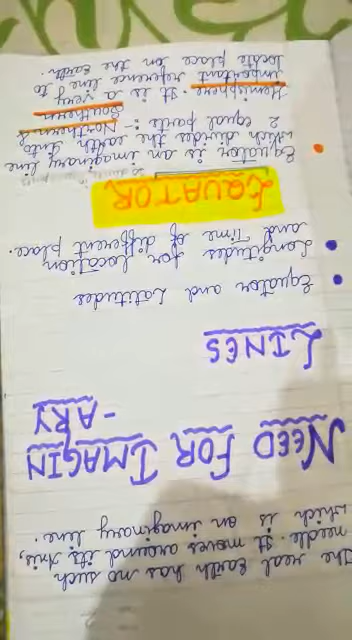 The real Earth has no such
needle. It moves around its axis,
which is an imaginary line.
NEED FOR IMAGIN
-ARY
LINES
Equator and Latitudes
Longitudes for location
and Time of different place.
EQUATOR
Equator is an imaginary line
which divides the earth into
2 equal parts :- Northern &
Southern
Hemisphere. It is a very
important reference line to
locate place on the Earth.